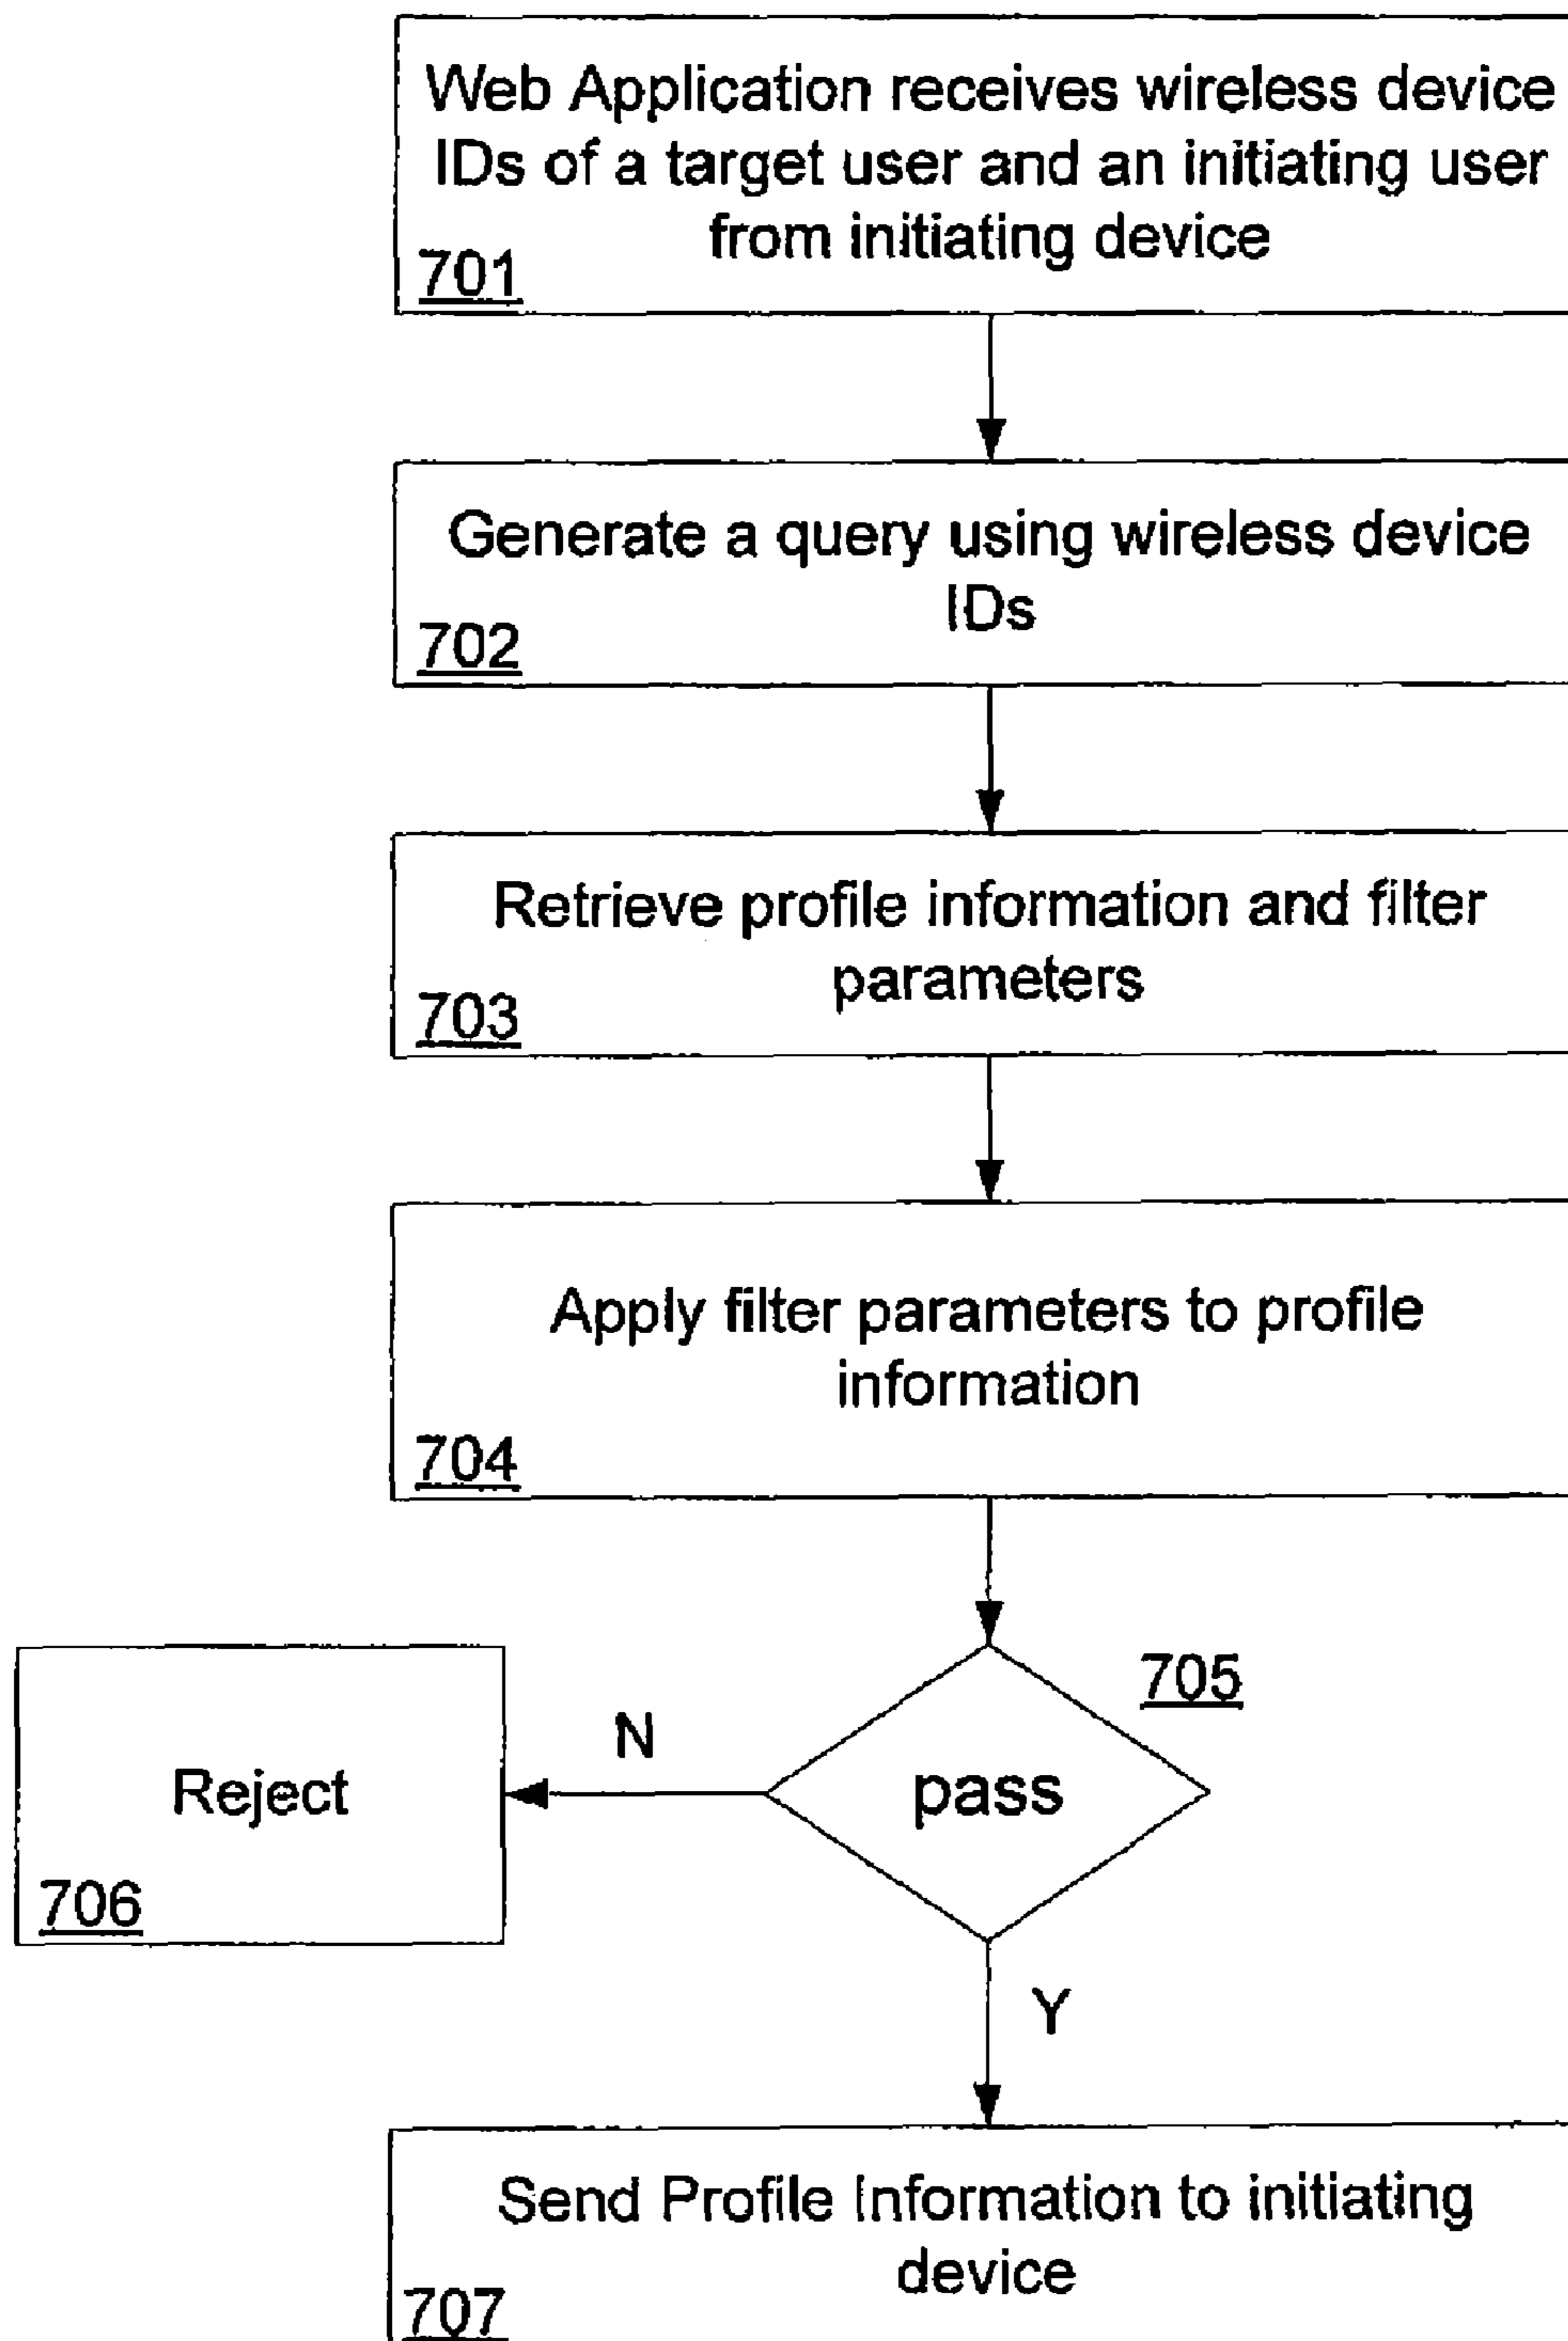 Web Application receives wireless device
IDs of a target user and an initiating user
from initiating device
701
Generate a query using wireless device
IDs
702
Retrieve profile information and filter
parameters
703
Apply filter parameters to profile
information
704
705
N
pass
Reject
706
Y
Send Profile Information to initiating
device
707